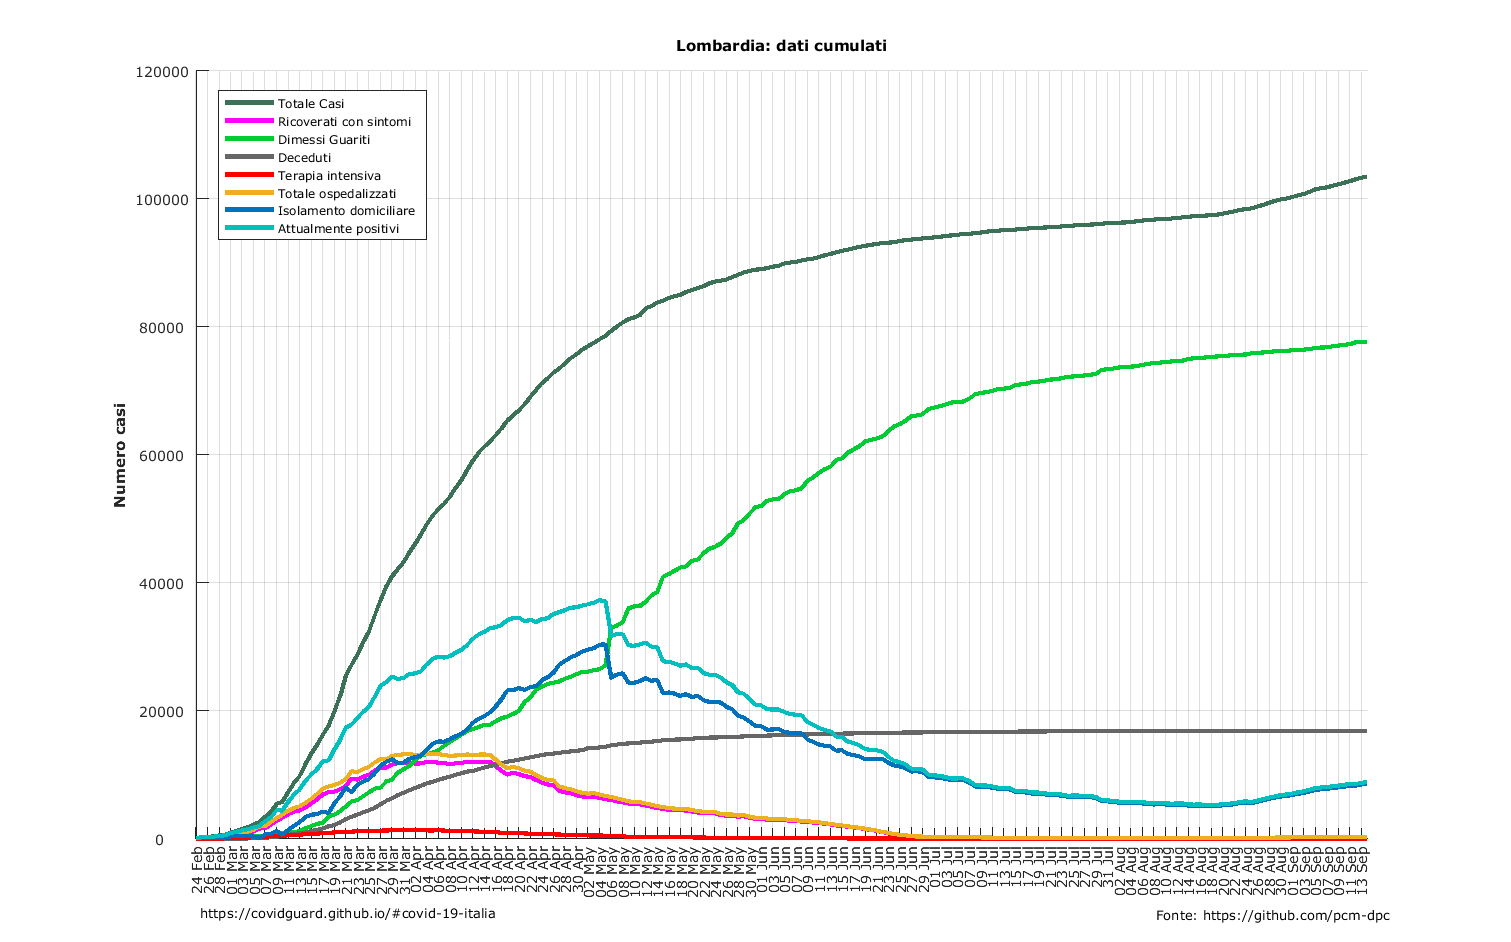 Lombardia: dati cumulati
120000
100000
80000
60000
40000
20000
0
Numero casi
Totale Casi
Ricoverati con sintomi
Dimessi Guariti
Deceduti
Terapia intensiva
Totale ospedalizzati
Isolamento domiciliare
Attualmente positivi
24 Feb
26 Feb
28 Feb
01 Mar
03 Mar
05 Mar
07 Mar
09 Mar
11 Mar
13 Mar
15 Mar
17 Mar
19 Mar
21 Mar
23 Mar
25 Mar
27 Mar
29 Mar
31 Mar
02 Apr
04 Apr
06 Apr
08 Apr
10 Apr
12 Apr
14 Apr
16 Apr
18 Apr
20 Apr
22 Apr
24 Apr
26 Apr
28 Apr
30 Apr
02 May
04 May
06 May
08 May
10 May
12 May
14 May
16 May
18 May
20 May
22 May
24 May
26 May
28 May
30 May
01 Jun
03 Jun
05 Jun
07 Jun
09 Jun
11 Jun
13 Jun
15 Jun
17 Jun
19 Jun
21 Jun
23 Jun
25 Jun
27 Jun
29 Jun
01 Jul
03 Jul
05 Jul
07 Jul
09 Jul
11 Jul
13 Jul
15 Jul
17 Jul
19 Jul
21 Jul
23 Jul
25 Jul
27 Jul
29 Jul
31 Jul
02 Aug
04 Aug
06 Aug
08 Aug
10 Aug
12 Aug
14 Aug
16 Aug
18 Aug
20 Aug
22 Aug
24 Aug
26 Aug
28 Aug
30 Aug
01 Sep
03 Sep
05 Sep
07 Sep
09 Sep
11 Sep
13 Sep
https://covidguard.github.io/#covid-19-italia
Fonte: https://github.com/pcm-dpc